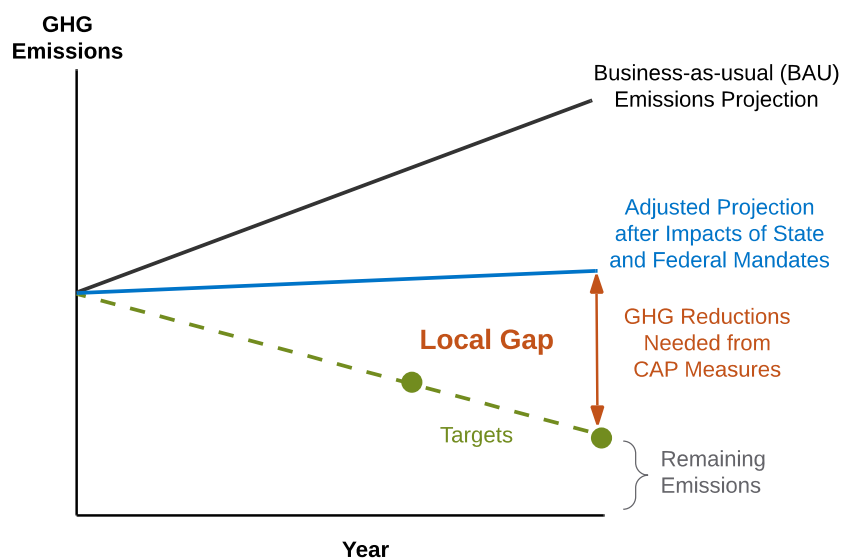 GHG
Emissions
Business-as-usual (BAU)
Emissions Projection
Adjusted Projection
after Impacts of State
and Federal Mandates
GHG Reductions
Needed from
CAP Measures
Local Gap
Targets
Remaining
Emissions
Year